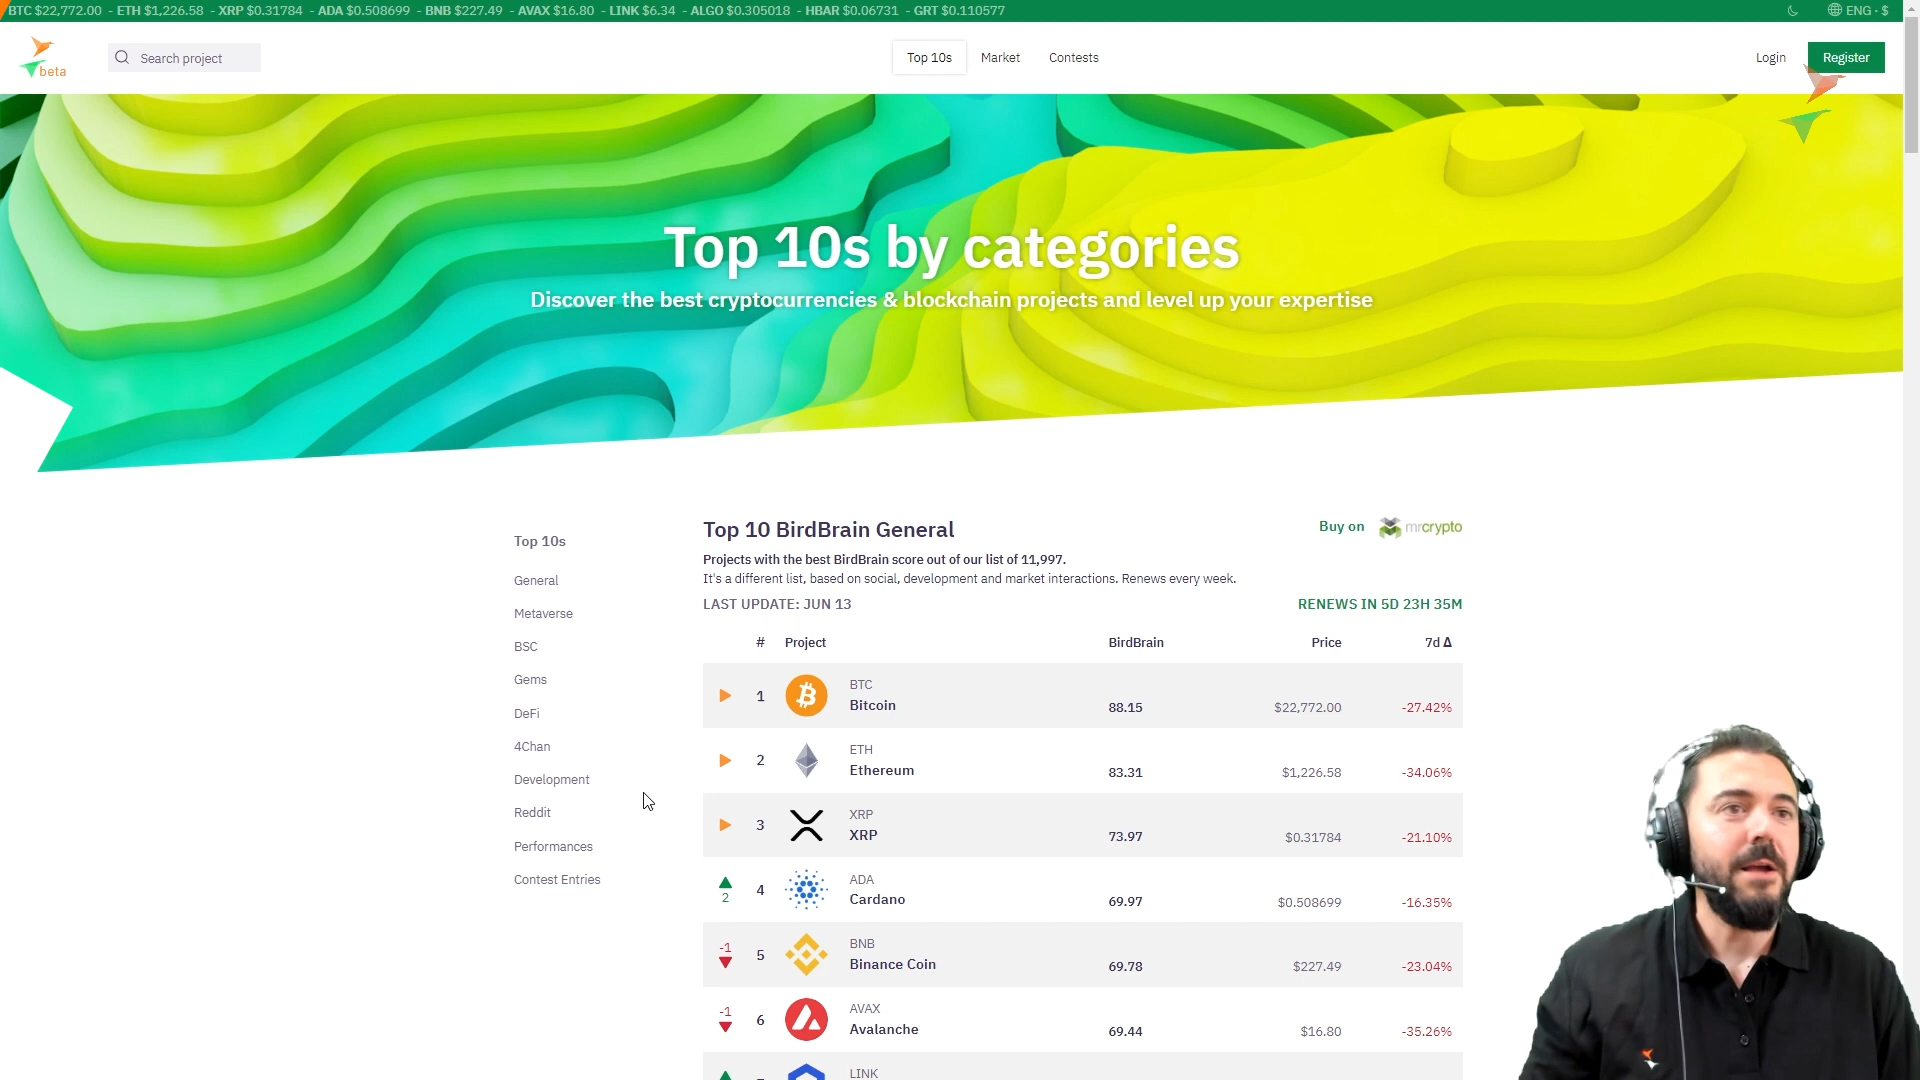 BTC $22,772.00 - ETH $1,226.58 - XRP $0.31784 - ADA $0.508699 - BNB $227.49 - AVAX $16.80 - LINK $6.34 - ALGO $0.305018 - HBAR $0.06731 - GRT $0.110577
ENG · $
beta
Search project
Top 10s
Market
Contests
Login
Register
Top 10s by categories
Discover the best cryptocurrencies & blockchain projects and level up your expertise
Top 10s
General
Metaverse
BSC
Gems
DeFi
4Chan
Development
Reddit
Performances
Contest Entries
Top 10 BirdBrain General
Buy on mrcrypto
Projects with the best BirdBrain score out of our list of 11,997.
It's a different list, based on social, development and market interactions. Renews every week.
LAST UPDATE: JUN 13
RENEWS IN 5D 23H 35M
# Project BirdBrain Price 7d Δ
BTC
1 Bitcoin 88.15 $22,772.00 -27.42%
ETH
2 Ethereum 83.31 $1,226.58 -34.06%
XRP
3 XRP 73.97 $0.31784 -21.10%
ADA
2 4 Cardano 69.97 $0.508699 -16.35%
BNB
-1 5 Binance Coin 69.78 $227.49 -23.04%
AVAX
-1 6 Avalanche 69.44 $16.80 -35.26%
LINK